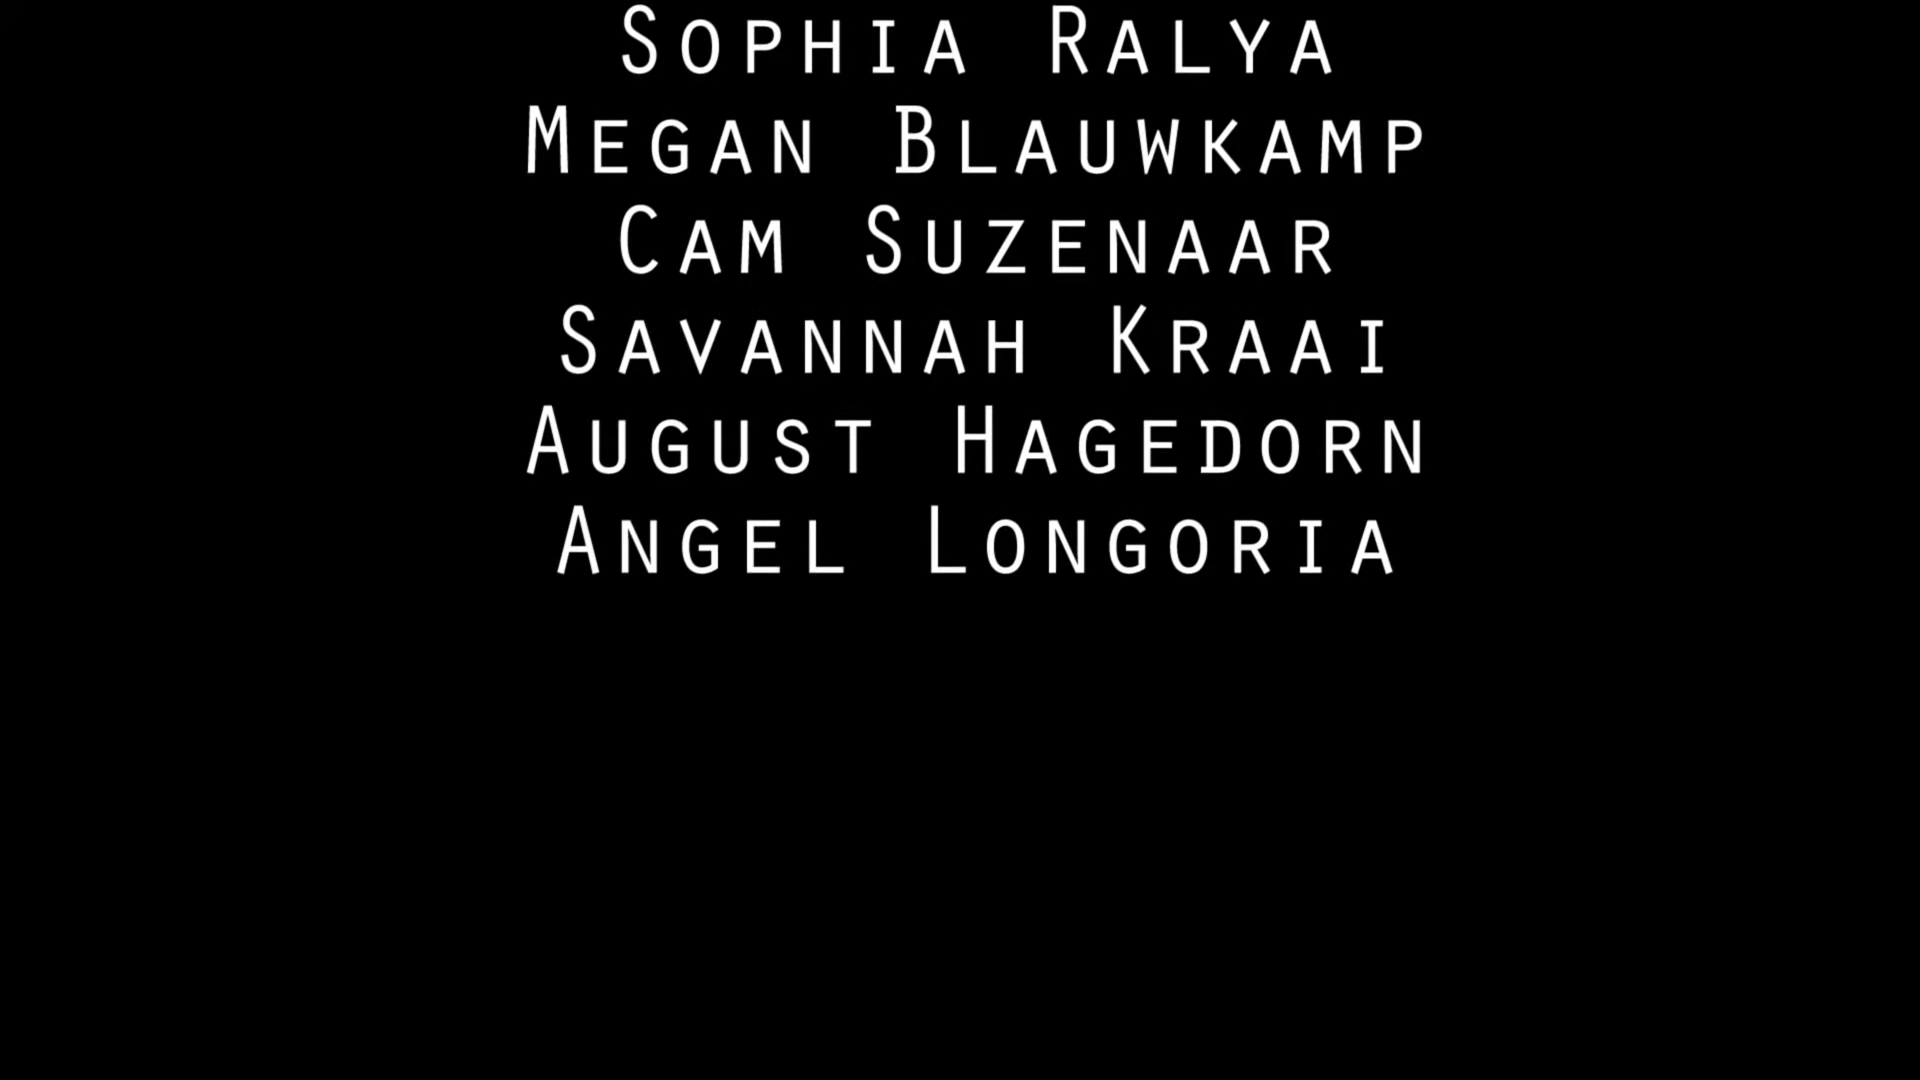 Sophia Ralya
Megan Blauwkamp
Cam Suzenaar
Savannah Kraai
August Hagedorn
Angel Longoria